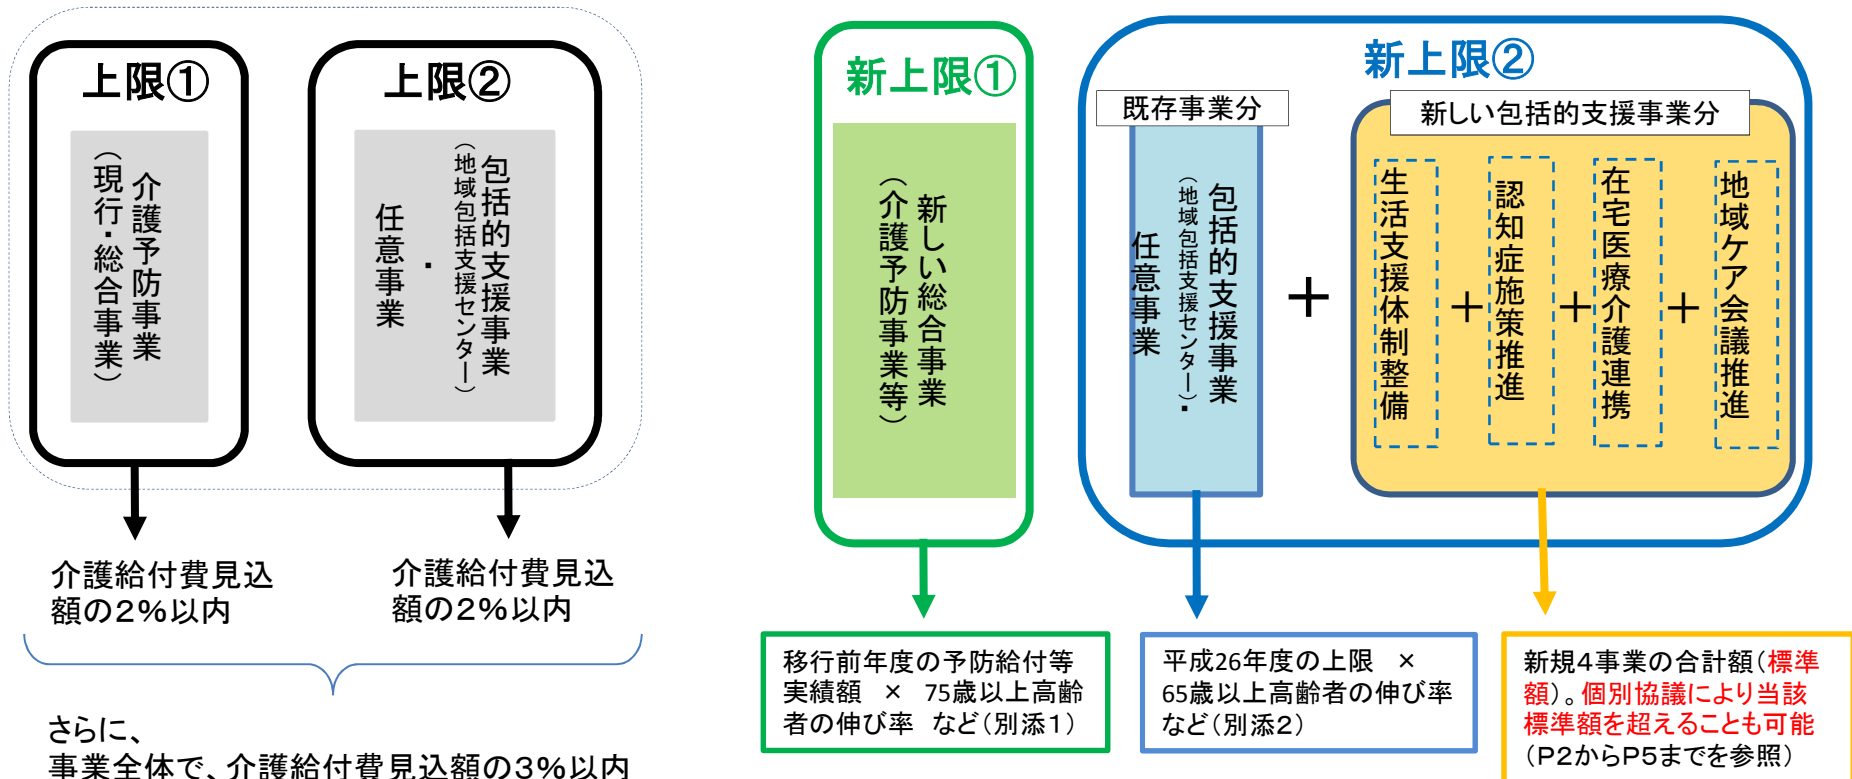 上限①
介護予防事業
（現行・総合事業）
上限②
包括的支援事業
（地域包括支援センター）
・
任意事業
介護給付費見込
額の2%以内
介護給付費見込
額の2%以内
さらに、
事業全体で、介護給付費見込額の3%以内
新上限①
新しい総合事業
（介護予防事業等）
新上限②
既存事業分
包括的支援事業
（地域包括支援センター）・
任意事業
＋
新しい包括的支援事業分
生活支援体制整備
＋
認知症施策推進
＋
在宅医療介護連携
＋
地域ケア会議推進
移行前年度の予防給付等
実績額 × 75歳以上高齢
者の伸び率 など（別添1）
平成26年度の上限 ×
65歳以上高齢者の伸び率
など（別添2）
新規4事業の合計額（標準
額）。個別協議により当該
標準額を超えることも可能
（P2からP5までを参照）